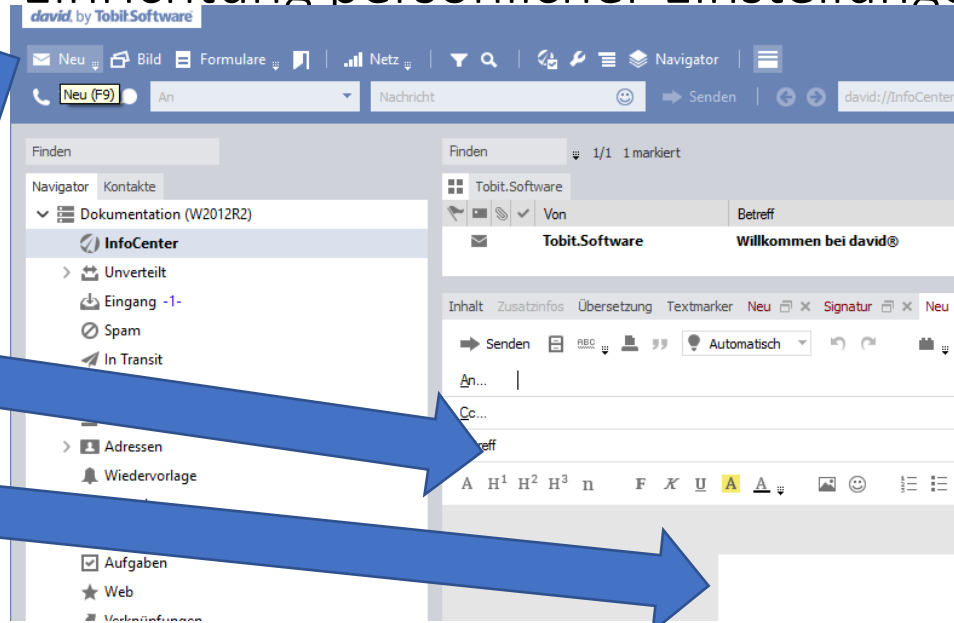 david. by Tobit.Software
Neu Bild Formulare Netz Navigator
Neu (F9) An Nachricht Senden david://InfoCenter
Finden
Navigator Kontakte
Dokumentation (W2012R2)
InfoCenter
Unverteilt
Eingang -1-
Spam
In Transit
Adressen
Wiedervorlage
Aufgaben
Web
Verknüpfungen
Finden 1/1 1 markiert
Tobit.Software
Von Betreff
Tobit.Software Willkommen bei david®
Inhalt Zusatzinfos Übersetzung Textmarker Neu Signatur Neu
Senden ABC Automatisch
An...
Cc...
A H1 H2 H3 n F K U A A